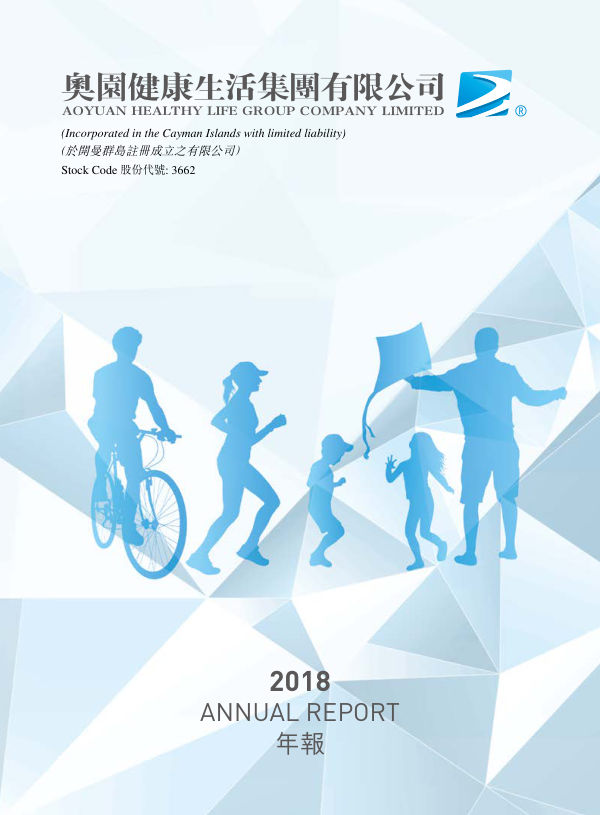 奧園健康生活集團有限公司
AOYUAN HEALTHY LIFE GROUP COMPANY LIMITED
®
(Incorporated in the Cayman Islands with limited liability)
(於開曼群島註冊成立之有限公司)
Stock Code 股份代號: 3662
2018
ANNUAL REPORT
年報